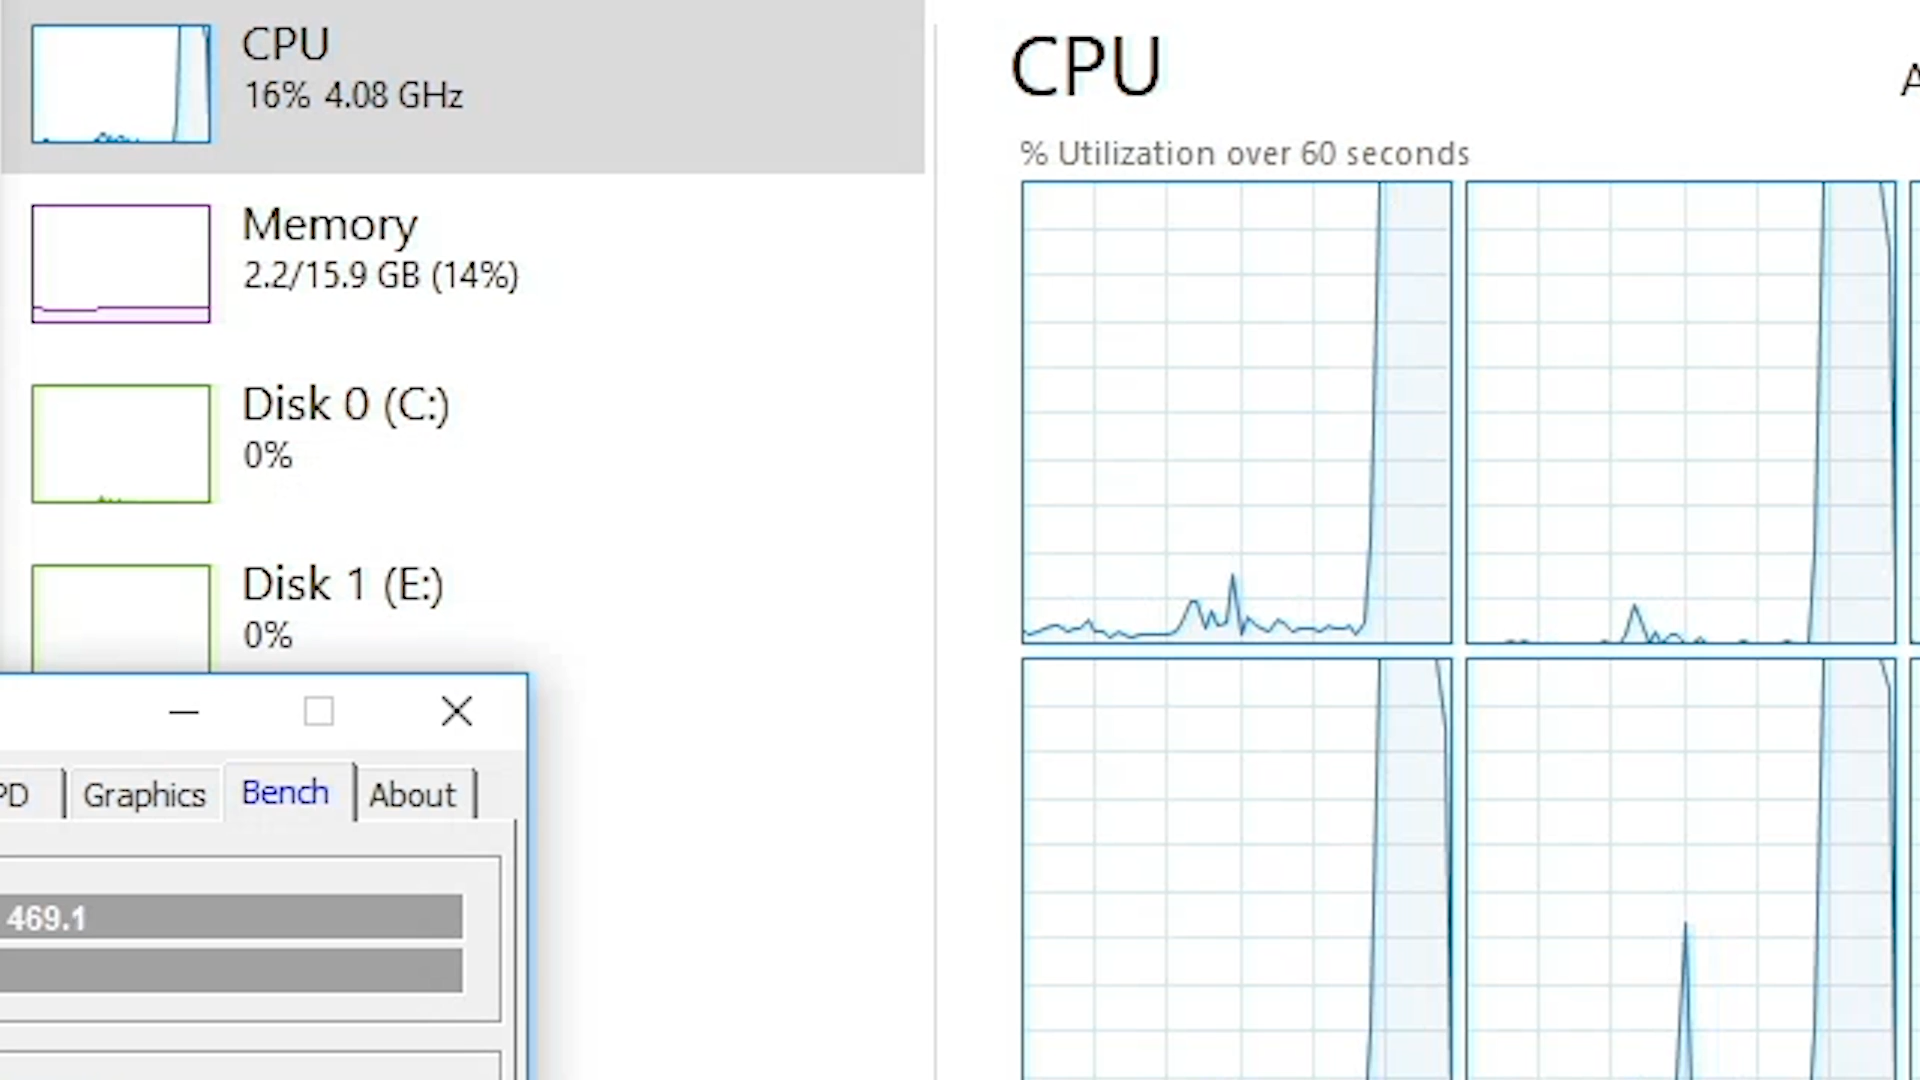 CPU
16% 4.08 GHz
Memory
2.2/15.9 GB (14%)
Disk 0 (C:)
0%
Disk 1 (E:)
0%
PD
Graphics
Bench
About
469.1
CPU
% Utilization over 60 seconds